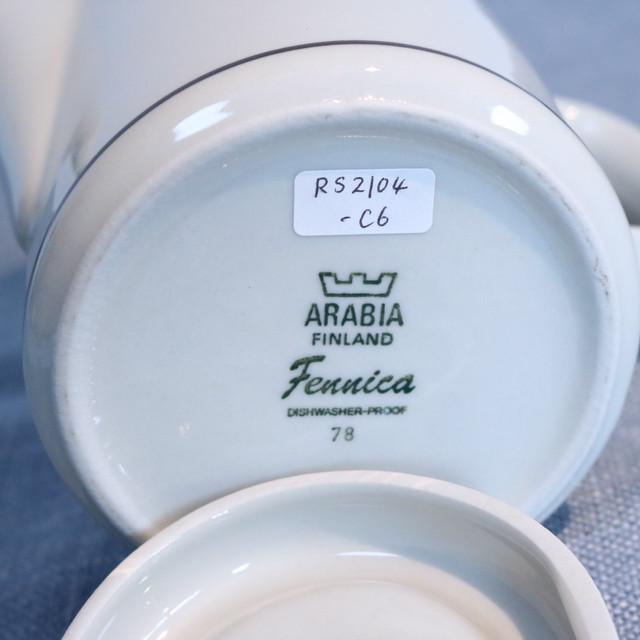 RS2104
-C6
ARABIA
FINLAND
Fennica
DISHWASHER-PROOF
78